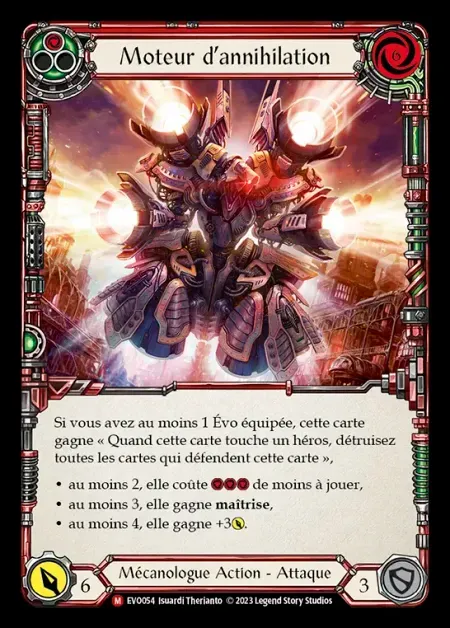 Moteur d'annihilation
6
Si vous avez au moins 1 Évo équipée, cette carte
gagne « Quand cette carte touche un héros, détruisez
toutes les cartes qui défendent cette carte »,
• au moins 2, elle coûte de moins à jouer,
• au moins 3, elle gagne maîtrise,
• au moins 4, elle gagne +3.
6
Mécanologue Action - Attaque
3
M EVO054 Isuardi Therianto © 2023 Legend Story Studios